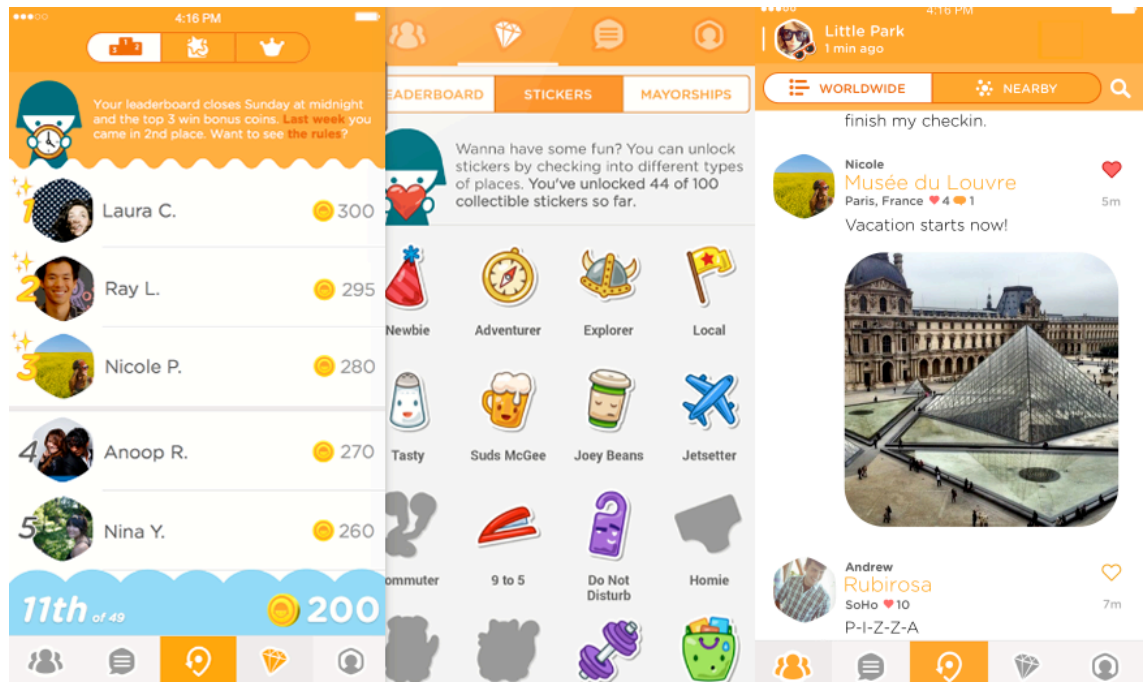 4:16 PM
3 1 2
Your leaderboard closes Sunday at midnight
and the top 3 win bonus coins. Last week you
came in 2nd place. Want to see the rules?
1
Laura C.
300
2
Ray L.
295
3
Nicole P.
280
4
Anoop R.
270
5
Nina Y.
260
11th of 49
200
EADERBOARD
STICKERS
MAYORSHIPS
Wanna have some fun? You can unlock
stickers by checking into different types
of places. You've unlocked 44 of 100
collectible stickers so far.
Newbie
Adventurer
Explorer
Local
Tasty
Suds McGee
Joey Beans
Jetsetter
ommuter
9 to 5
Do Not
Disturb
Homie
4:16 PM
Little Park
1 min ago
WORLDWIDE
NEARBY
finish my checkin.
Nicole
Musée du Louvre
Paris, France 4 1
5m
Vacation starts now!
Andrew
Rubirosa
SoHo 10
7m
P-I-Z-Z-A